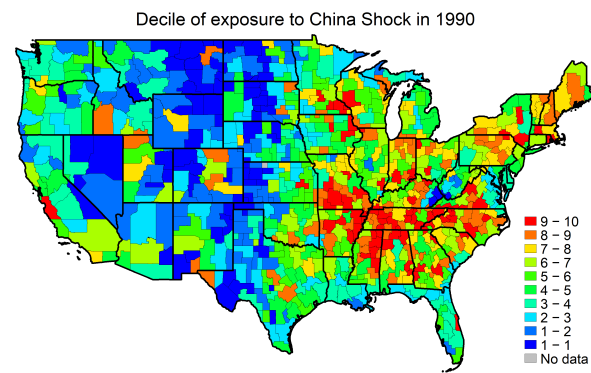 Decile of exposure to China Shock in 1990
9 − 10
8 − 9
7 − 8
6 − 7
5 − 6
4 − 5
3 − 4
2 − 3
1 − 2
1 − 1
No data